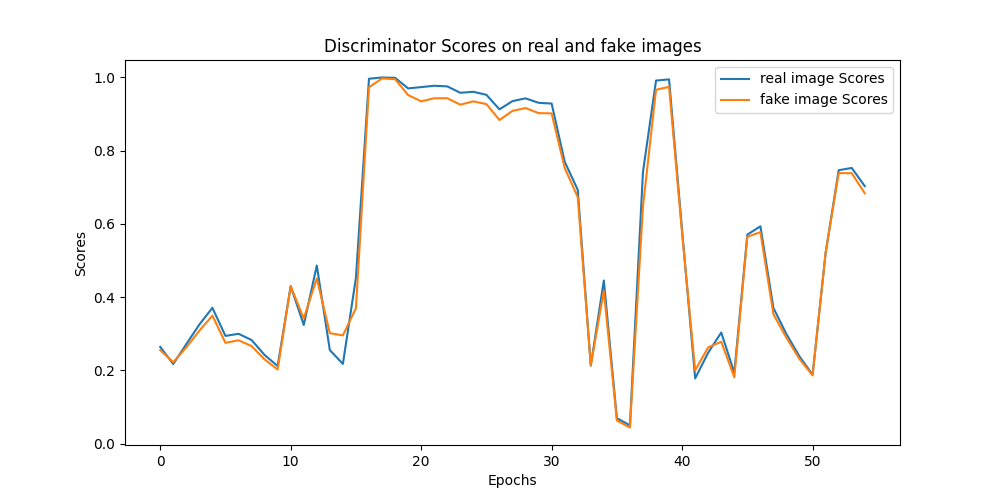 Discriminator Scores on real and fake images
real image Scores
fake image Scores
1.0
0.8
0.6
0.4
0.2
0.0
Scores
0 10 20 30 40 50
Epochs